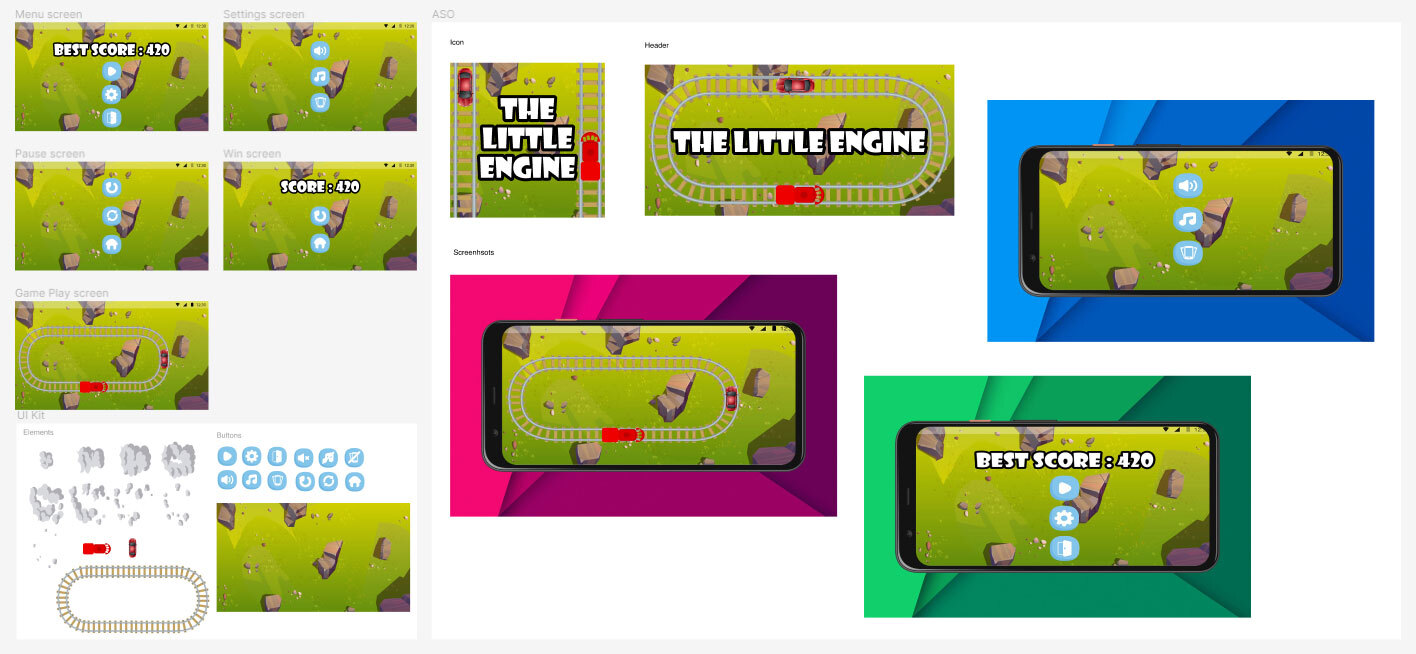 Menu screen
12:30
BEST SCORE : 420
Settings screen
12:30
Pause screen
12:30
Win screen
12:30
SCORE : 420
Game Play screen
12:30
UI Kit
Elements
Buttons
ASO
Icon
THE
LITTLE
ENGINE
Header
THE LITTLE ENGINE
Screenhsots
BEST SCORE : 420